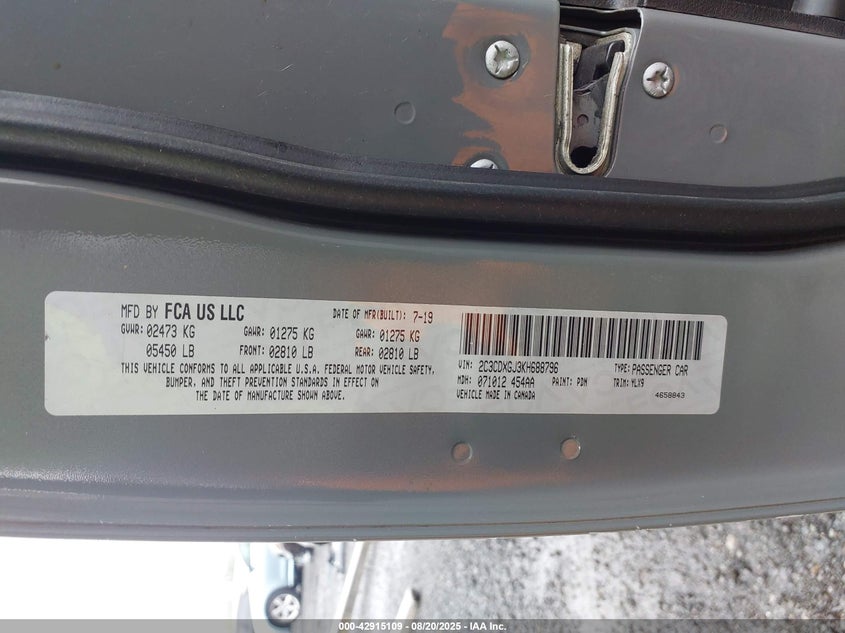 MFD BY FCA US LLC DATE OF MFR(BUILT): 7-19
GVWR: 02473 KG GAWR: 01275 KG GAWR: 01275 KG
05450 LB FRONT: 02810 LB REAR: 02810 LB
THIS VEHICLE CONFORMS TO ALL APPLICABLE U.S.A. FEDERAL MOTOR VEHICLE SAFETY,
BUMPER, AND THEFT PREVENTION STANDARDS IN EFFECT ON
THE DATE OF MANUFACTURE SHOWN ABOVE.
VIN: 2C3CDXGJ3KH688796 TYPE: PASSENGER CAR
MDH: 071012 454AA PAINT: PDN TRIM: YLX9
VEHICLE MADE IN CANADA 4658843
000-42915109 - 08/20/2025 - IAA Inc.